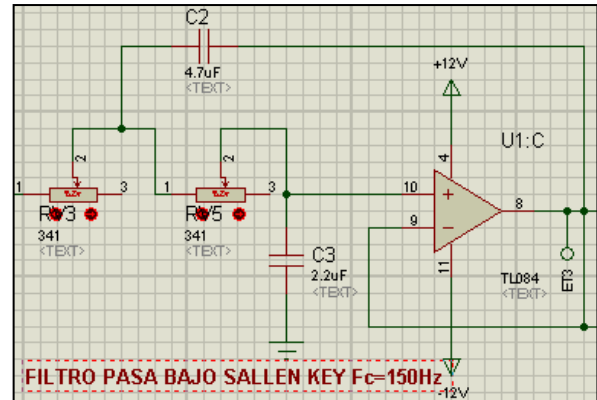 C2
4.7uF
<TEXT>
+12V
U1:C
2
2
4
1
3
1
3
10
8
9
RV3
RV5
341
<TEXT>
341
<TEXT>
C3
2.2uF
<TEXT>
11
TL084
<TEXT>
ET3
FILTRO PASA BAJO SALLEN KEY Fc=150Hz
-12V